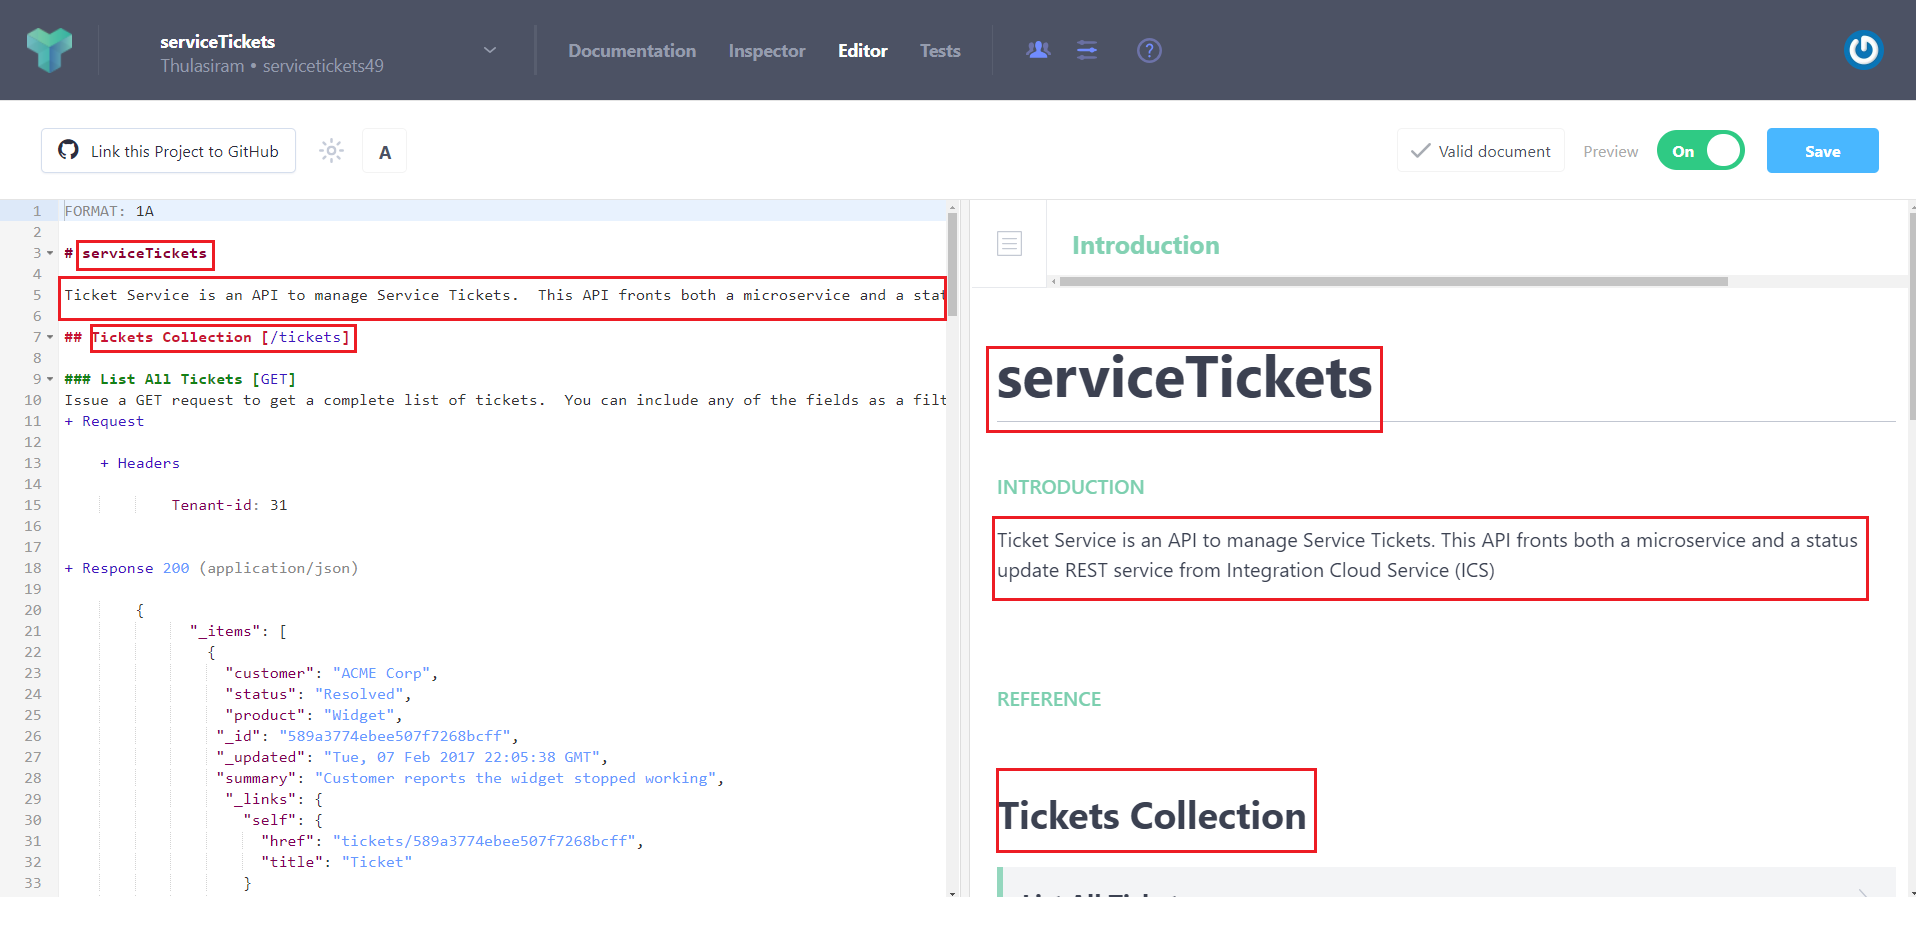 serviceTickets
Thulasiram • servicetickets49
Documentation Inspector Editor Tests
Link this Project to GitHub
A
Valid document
Preview
On
Save
1 FORMAT: 1A
2
3 # serviceTickets
4
5 Ticket Service is an API to manage Service Tickets.  This API fronts both a microservice and a stat
6
7 ## Tickets Collection [/tickets]
8
9 ### List All Tickets [GET]
10 Issue a GET request to get a complete list of tickets.  You can include any of the fields as a filt
11 + Request
12
13     + Headers
14
15             Tenant-id: 31
16
17
18 + Response 200 (application/json)
19
20         {
21               "_items": [
22                 {
23                   "customer": "ACME Corp",
24                   "status": "Resolved",
25                   "product": "Widget",
26                  "_id": "589a3774ebee507f7268bcff",
27                  "_updated": "Tue, 07 Feb 2017 22:05:38 GMT",
28                  "summary": "Customer reports the widget stopped working",
29                   "_links": {
30                     "self": {
31                       "href": "tickets/589a3774ebee507f7268bcff",
32                       "title": "Ticket"
33                     }
Introduction
serviceTickets
INTRODUCTION
Ticket Service is an API to manage Service Tickets. This API fronts both a microservice and a status
update REST service from Integration Cloud Service (ICS)
REFERENCE
Tickets Collection
List All Ticket